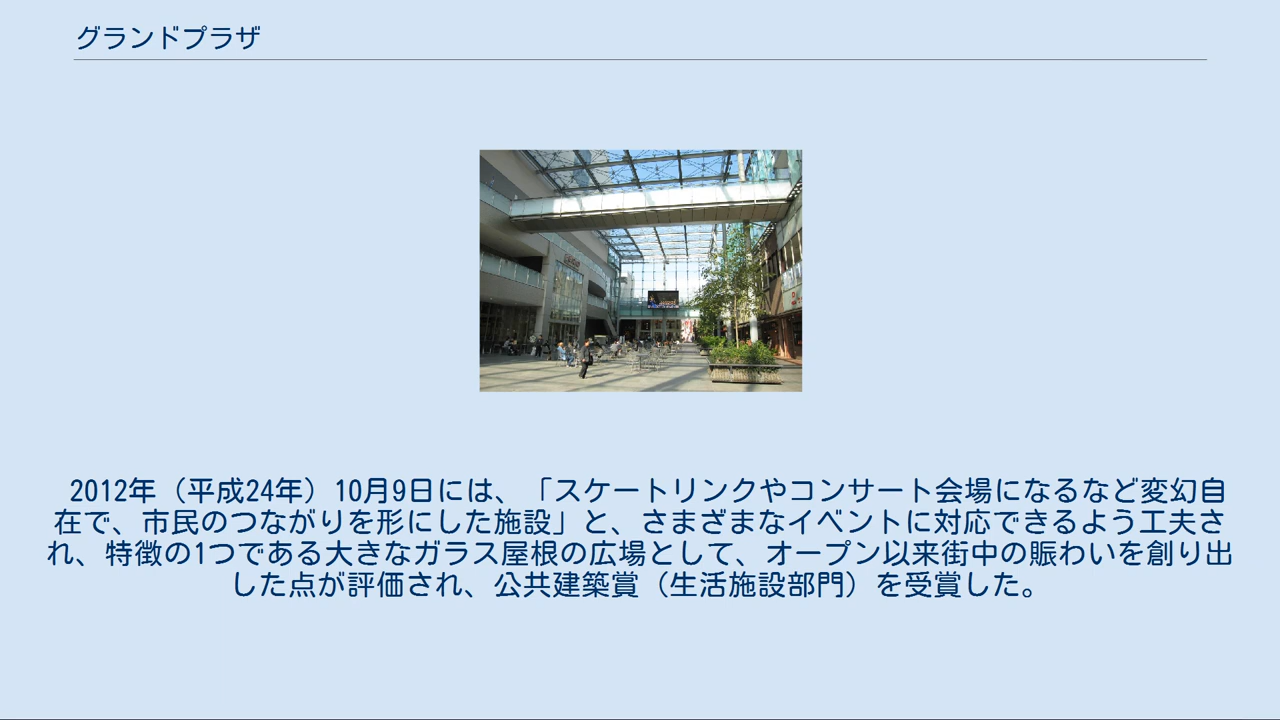 グランドプラザ
2012年（平成24年）10月9日には、「スケートリンクやコンサート会場になるなど変幻自
在で、市民のつながりを形にした施設」と、さまざまなイベントに対応できるよう工夫さ
れ、特徴の1つである大きなガラス屋根の広場として、オープン以来街中の賑わいを創り出
した点が評価され、公共建築賞（生活施設部門）を受賞した。